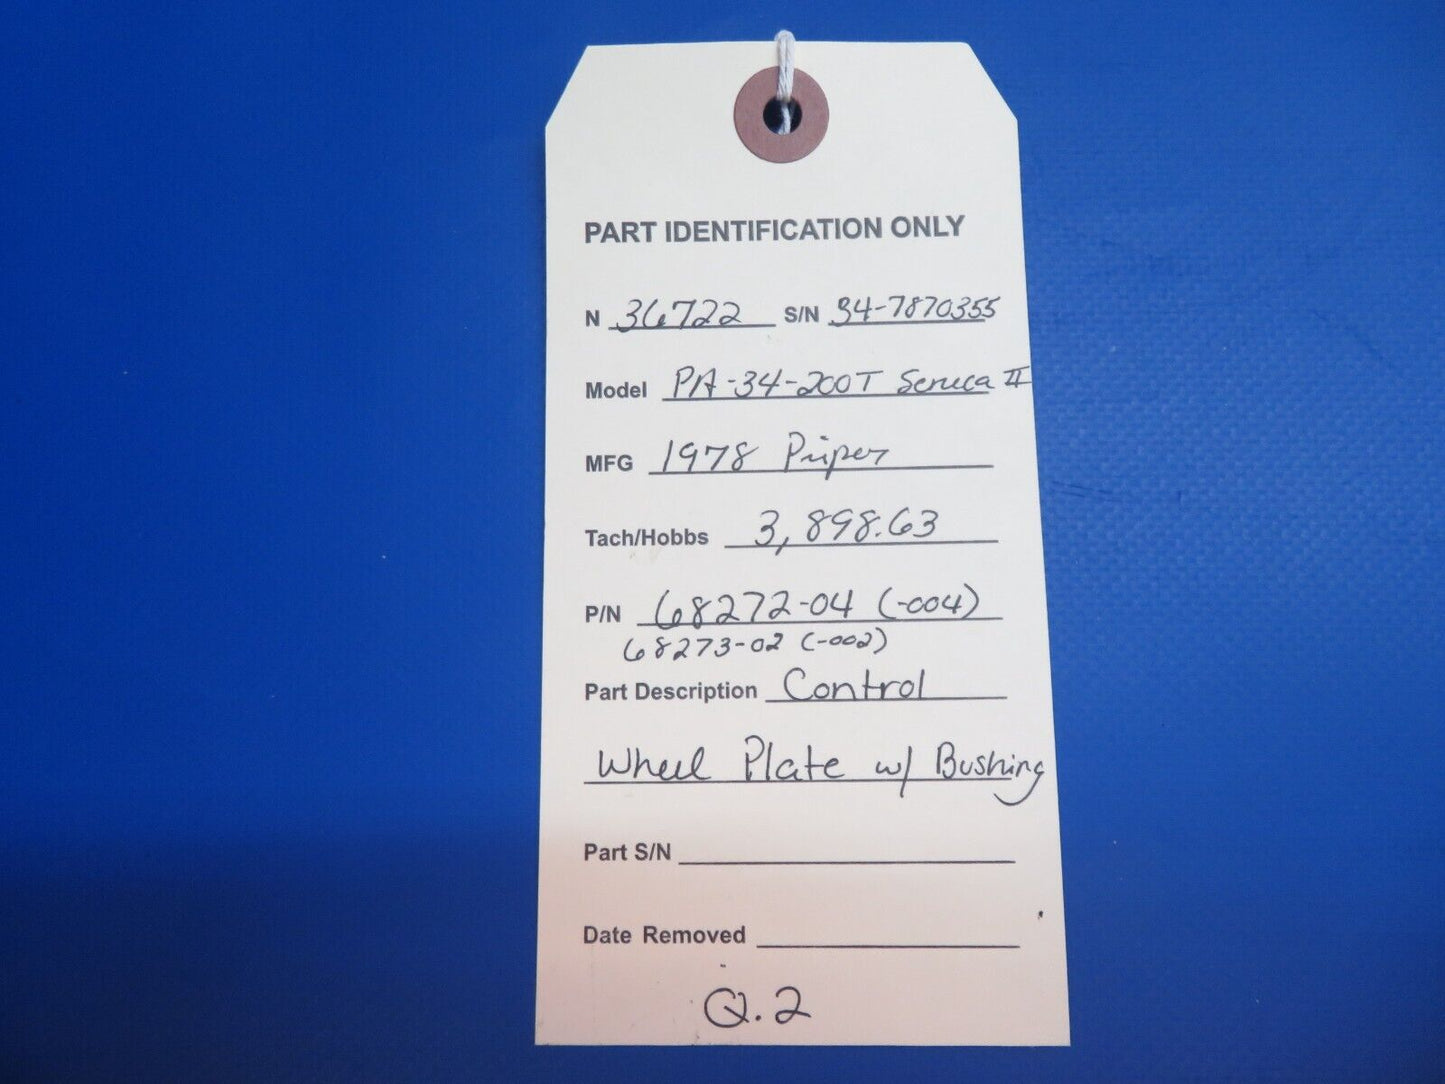 PART IDENTIFICATION ONLY
N 36722 S/N 34-7870355
Model PA-34-200T Seneca II
MFG 1978 Piper
Tach/Hobbs 3,898.63
P/N 68272-04 (-004)
68273-02 (-002)
Part Description Control
Wheel Plate w/ Bushing
Part S/N
Date Removed
Q.2